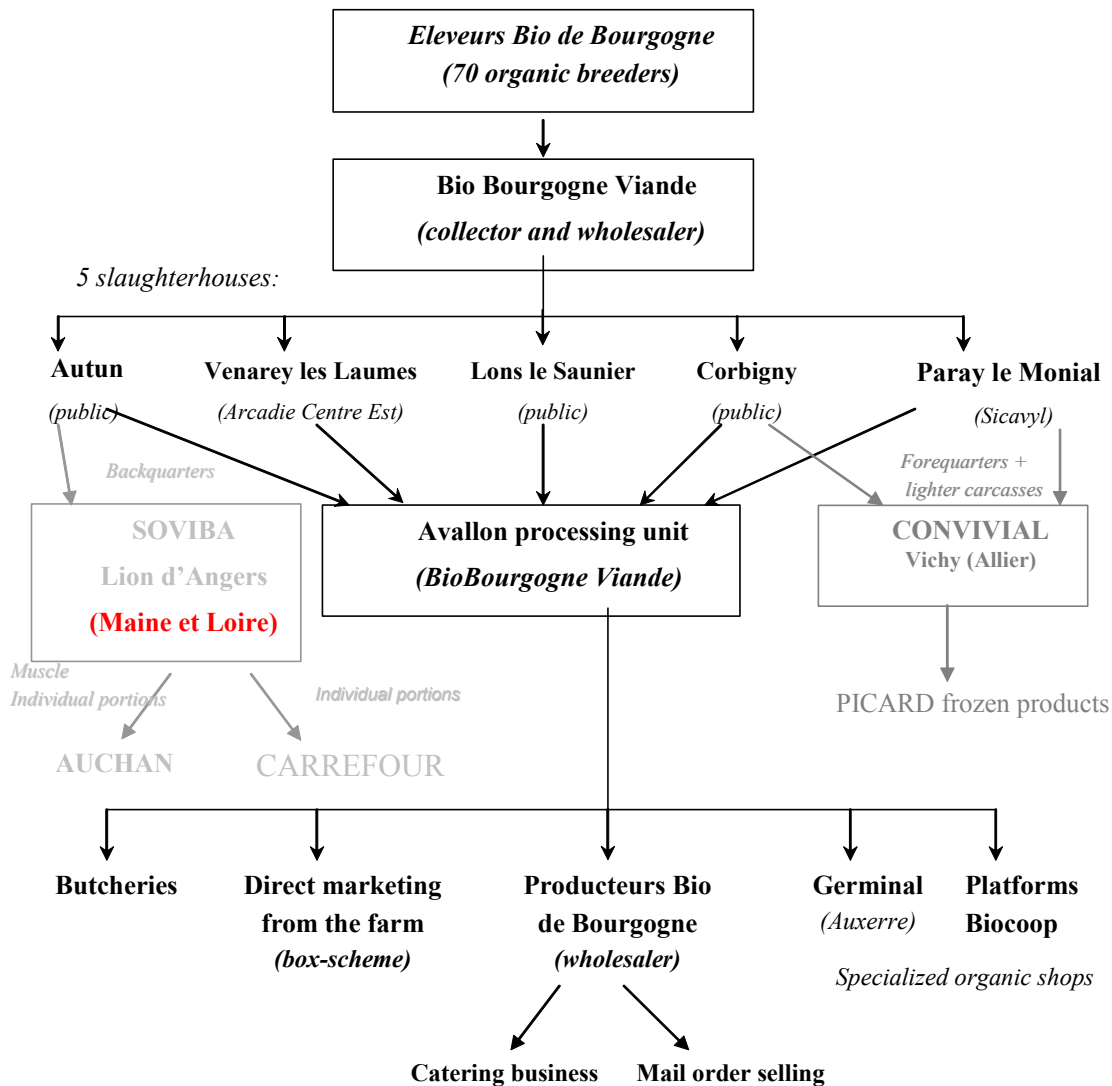 Eleveurs Bio de Bourgogne
(70 organic breeders)
Bio Bourgogne Viande
(collector and wholesaler)
5 slaughterhouses:
Autun
(public)
Venarey les Laumes
(Arcadie Centre Est)
Lons le Saunier
(public)
Corbigny
(public)
Paray le Monial
(Sicavyl)
Backquarters
Forequarters +
lighter carcasses
SOVIBA
Lion d’Angers
(Maine et Loire)
Avallon processing unit
(BioBourgogne Viande)
CONVIVIAL
Vichy (Allier)
Muscle
Individual portions
Individual portions
PICARD frozen products
AUCHAN
CARREFOUR
Butcheries
Direct marketing
from the farm
(box-scheme)
Producteurs Bio
de Bourgogne
(wholesaler)
Germinal
(Auxerre)
Platforms
Biocoop
Specialized organic shops
Catering business
Mail order selling